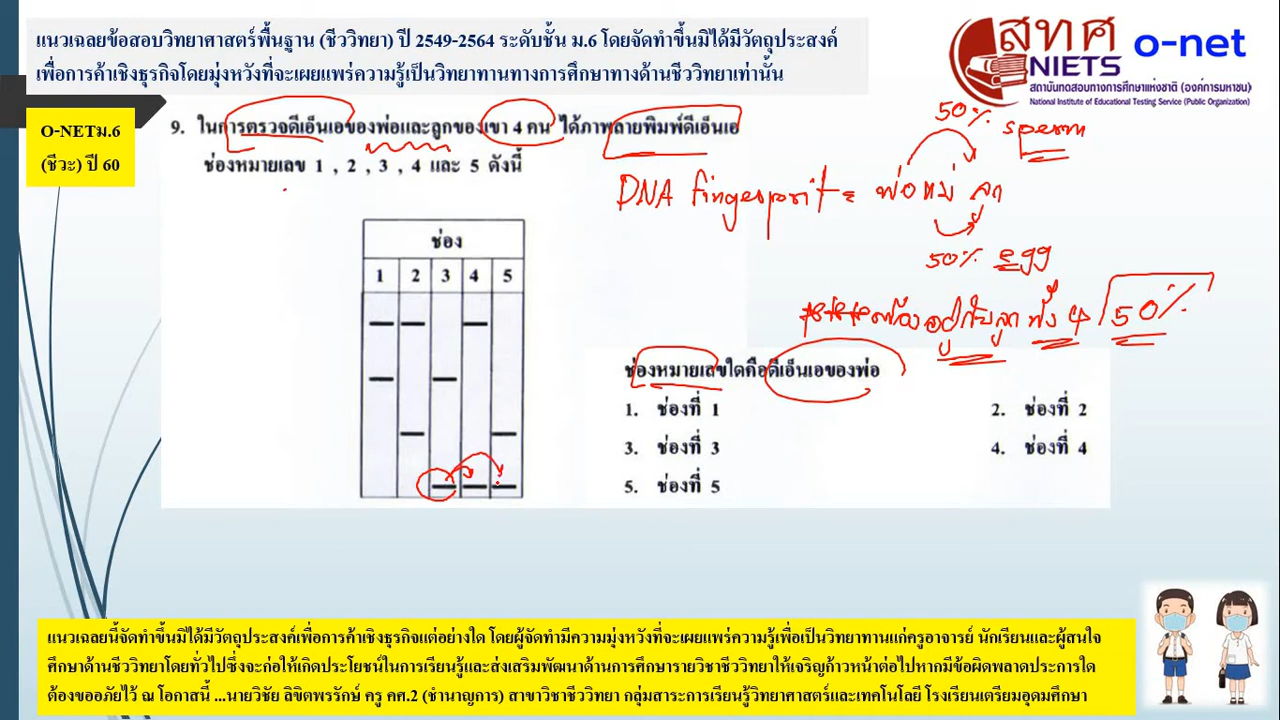 แนวเฉลยข้อสอบวิทยาศาสตร์พื้นฐาน (ชีววิทยา) ปี 2549-2564 ระดับชั้น ม.6 โดยจัดทำขึ้นมิได้มีวัตถุประสงค์
เพื่อการค้าเชิงธุรกิจโดยมุ่งหวังที่จะเผยแพร่ความรู้เป็นวิทยาทานทางการศึกษาทางด้านชีววิทยาเท่านั้น
สทศ
NIETS
o-net
สถาบันทดสอบทางการศึกษาแห่งชาติ (องค์การมหาชน)
National Institute of Educational Testing Service (Public Organization)
O-NETม.6
(ชีวะ) ปี 60
9. ในการตรวจดีเอ็นเอของพ่อและลูกของเขา 4 คน ได้ภาพลายพิมพ์ดีเอ็นเอ
ช่องหมายเลข 1 , 2 , 3 , 4 และ 5 ดังนี้
50% sperm
DNA fingerprint = พ่อแม่ ลูก
50% egg
ต้องอยู่กับลูก ทั้ง 4 50%
ช่อง
1 2 3 4 5
ช่องหมายเลขใดคือดีเอ็นเอของพ่อ
1. ช่องที่ 1
2. ช่องที่ 2
3. ช่องที่ 3
4. ช่องที่ 4
5. ช่องที่ 5
แนวเฉลยนี้จัดทำขึ้นมิได้มีวัตถุประสงค์เพื่อการค้าเชิงธุรกิจแต่อย่างใด โดยผู้จัดทำมีความมุ่งหวังที่จะเผยแพร่ความรู้เพื่อเป็นวิทยาทานแก่ครูอาจารย์ นักเรียนและผู้สนใจ
ศึกษาด้านชีววิทยาโดยทั่วไปซึ่งจะก่อให้เกิดประโยชน์ในการเรียนรู้และส่งเสริมพัฒนาด้านการศึกษารายวิชาชีววิทยาให้เจริญก้าวหน้าต่อไปหากมีข้อผิดพลาดประการใด
ต้องขออภัยไว้ ณ โอกาสนี้ ...นายวิชัย ลิขิตพรรักษ์ ครู คศ.2 (ชำนาญการ) สาขาวิชาชีววิทยา กลุ่มสาระการเรียนรู้วิทยาศาสตร์และเทคโนโลยี โรงเรียนเตรียมอุดมศึกษา